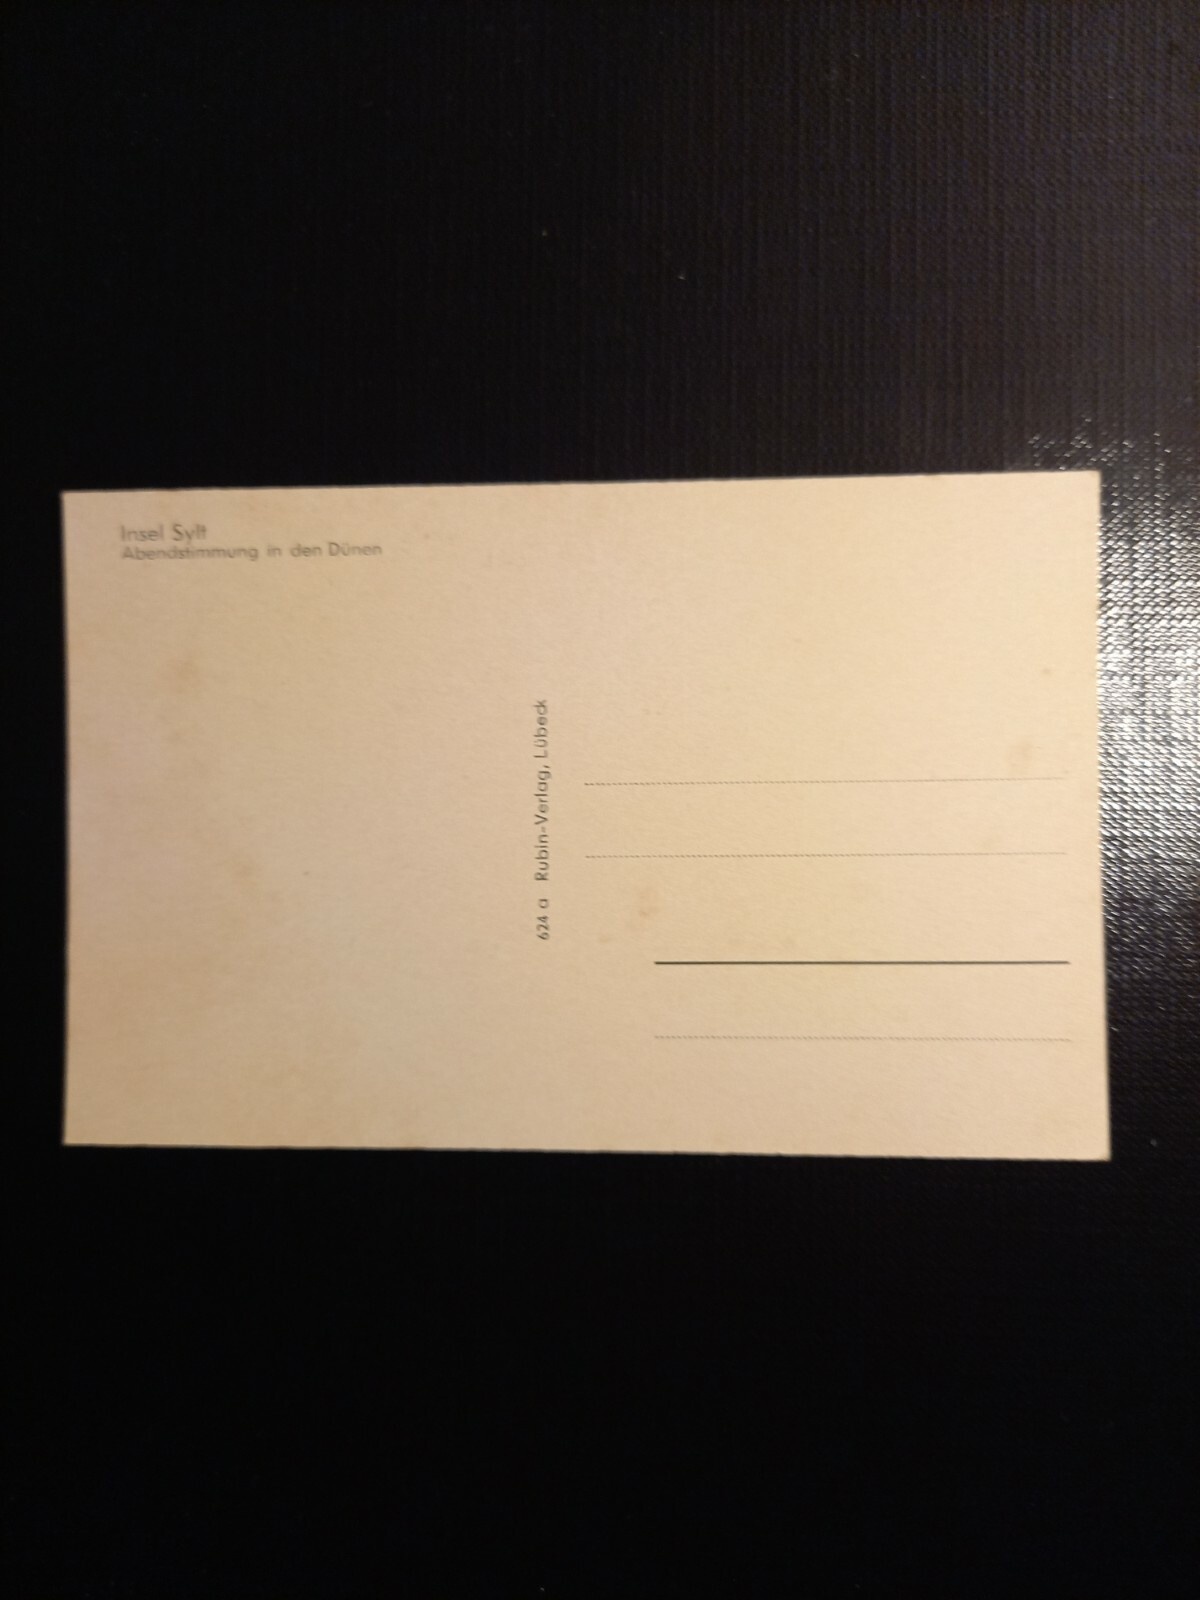 Insel Sylt
Abendstimmung in den Dünen
624 a Rubin-Verlag, Lübeck